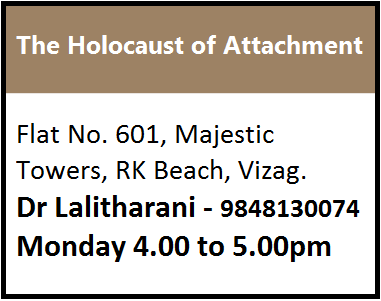 The Holocaust of Attachment
Flat No. 601, Majestic
Towers, RK Beach, Vizag.
Dr Lalitharani - 9848130074
Monday 4.00 to 5.00pm